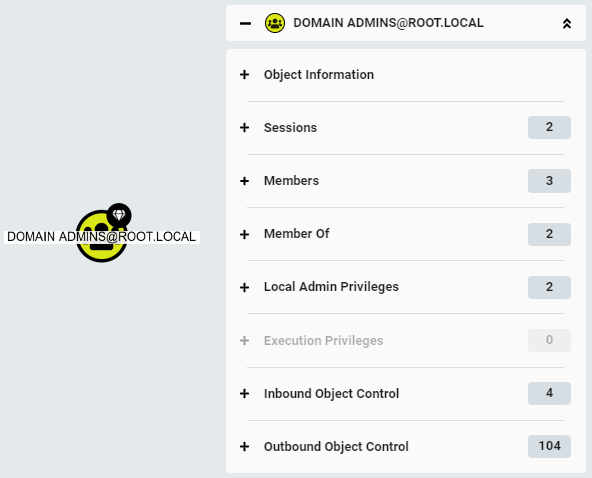 DOMAIN ADMINS@ROOT.LOCAL
Object Information
Sessions 2
Members 3
DOMAIN ADMINS@ROOT.LOCAL
Member Of 2
Local Admin Privileges 2
Execution Privileges 0
Inbound Object Control 4
Outbound Object Control 104